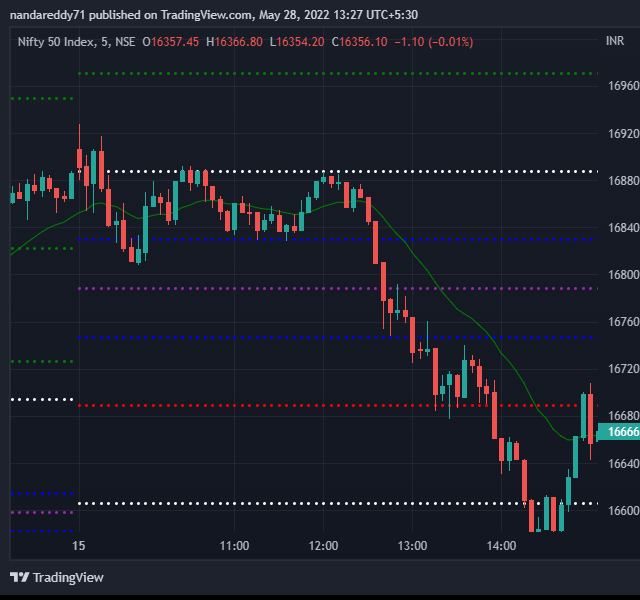 nandareddy71 published on TradingView.com, May 28, 2022 13:27 UTC+5:30
Nifty 50 Index, 5, NSE O16357.45 H16366.80 L16354.20 C16356.10 −1.10 (−0.01%)
INR
16960
16920
16880
16840
16800
16760
16720
16680
16666
16640
16600
15 11:00 12:00 13:00 14:00
TradingView